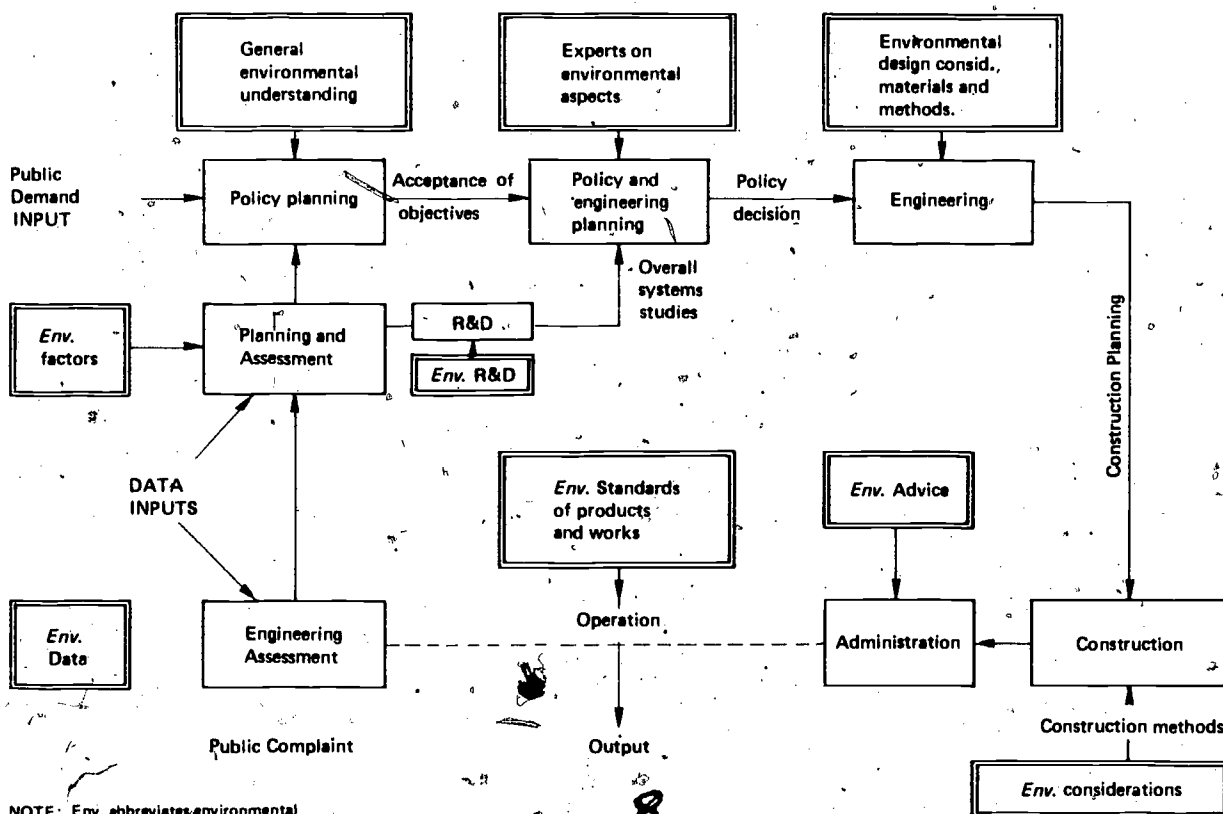 General
environmental
understanding
Experts on
environmental
aspects
Environmental
design consid.,
materials and
methods.
Public
Demand
INPUT
Policy planning
Acceptance of
objectives
Policy and
engineering
planning
Policy
decision
Engineering
Overall
systems
studies
Env.
factors
Planning and
Assessment
R&D
Env. R&D
Construction Planning
DATA
INPUTS
Env. Standards
of products
and works
Env. Advice
Env.
Data
Engineering
Assessment
Operation
Administration
Construction
Public Complaint
Output
Construction methods
Env. considerations
NOTE: Env. abbreviates environmental